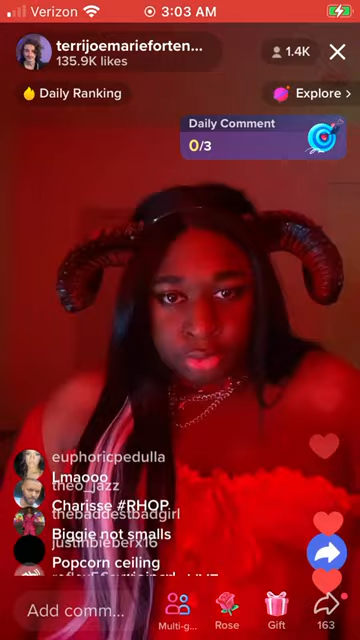 Verizon 3:03 AM
terrijoemarieforten...
135.9K likes
1.4K
Daily Ranking
Explore >
Daily Comment
0/3
euphoricpedulla
Lmaooo
theo_jazz
Charisse #RHOP
thebaddestbadgirl
Biggie not smalls
justinbieberx16
Popcorn ceiling
Add comm...
Multi-g...
Rose
Gift
163